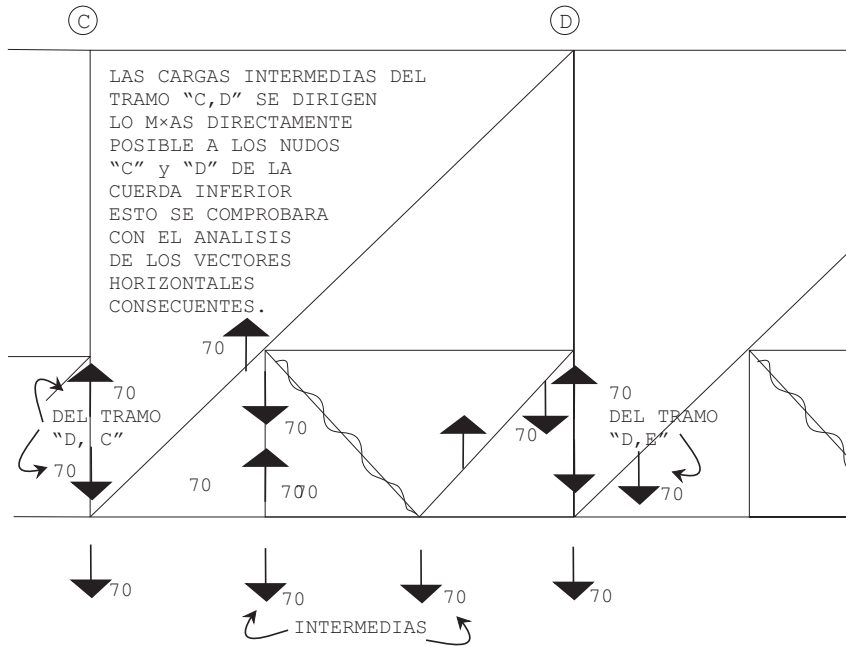 C D
LAS CARGAS INTERMEDIAS DEL
TRAMO “C,D” SE DIRIGEN
LO M×AS DIRECTAMENTE
POSIBLE A LOS NUDOS
“C” y “D” DE LA
CUERDA INFERIOR
ESTO SE COMPROBARA
CON EL ANALISIS
DE LOS VECTORES
HORIZONTALES
CONSECUENTES.
70
70 70
DEL TRAMO DEL TRAMO
70 70
“D, C” “D,E”
70
70 70 70 70
70 70 70 70
INTERMEDIAS